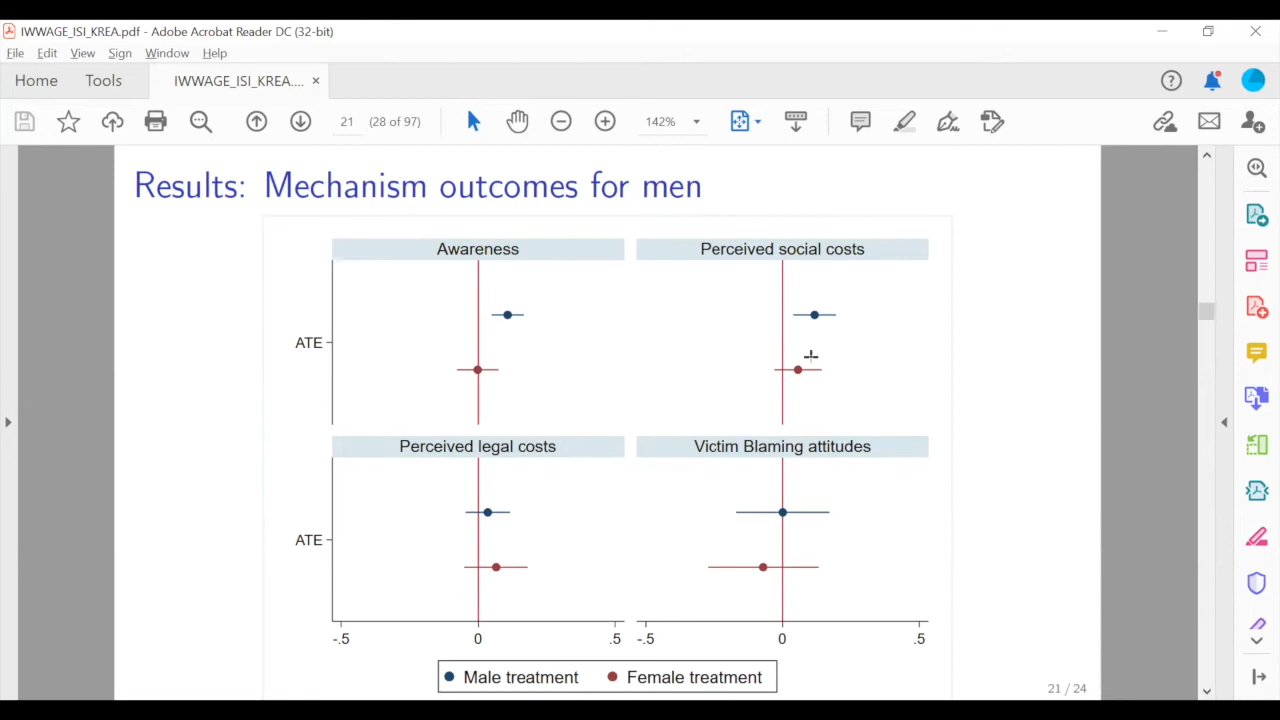 IWWAGE_ISI_KREA.pdf - Adobe Acrobat Reader DC (32-bit)
File Edit View Sign Window Help
Home Tools IWWAGE_ISI_KREA.... ×
21 (28 of 97) 142%
Results: Mechanism outcomes for men
Awareness Perceived social costs
ATE
Perceived legal costs Victim Blaming attitudes
ATE
-.5 0 .5 -.5 0 .5
Male treatment Female treatment
21 / 24